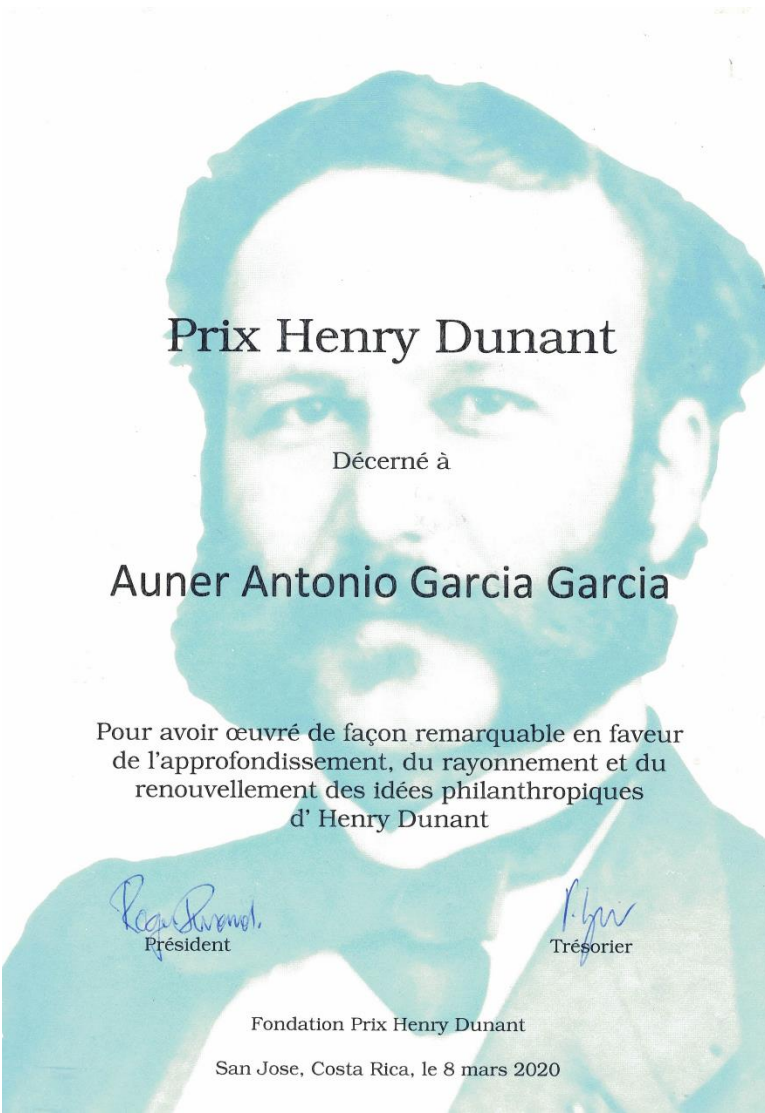 Prix Henry Dunant
Décerné à
Auner Antonio Garcia Garcia
Pour avoir œuvré de façon remarquable en faveur
de l'approfondissement, du rayonnement et du
renouvellement des idées philanthropiques
d' Henry Dunant
Président
Trésorier
Fondation Prix Henry Dunant
San Jose, Costa Rica, le 8 mars 2020